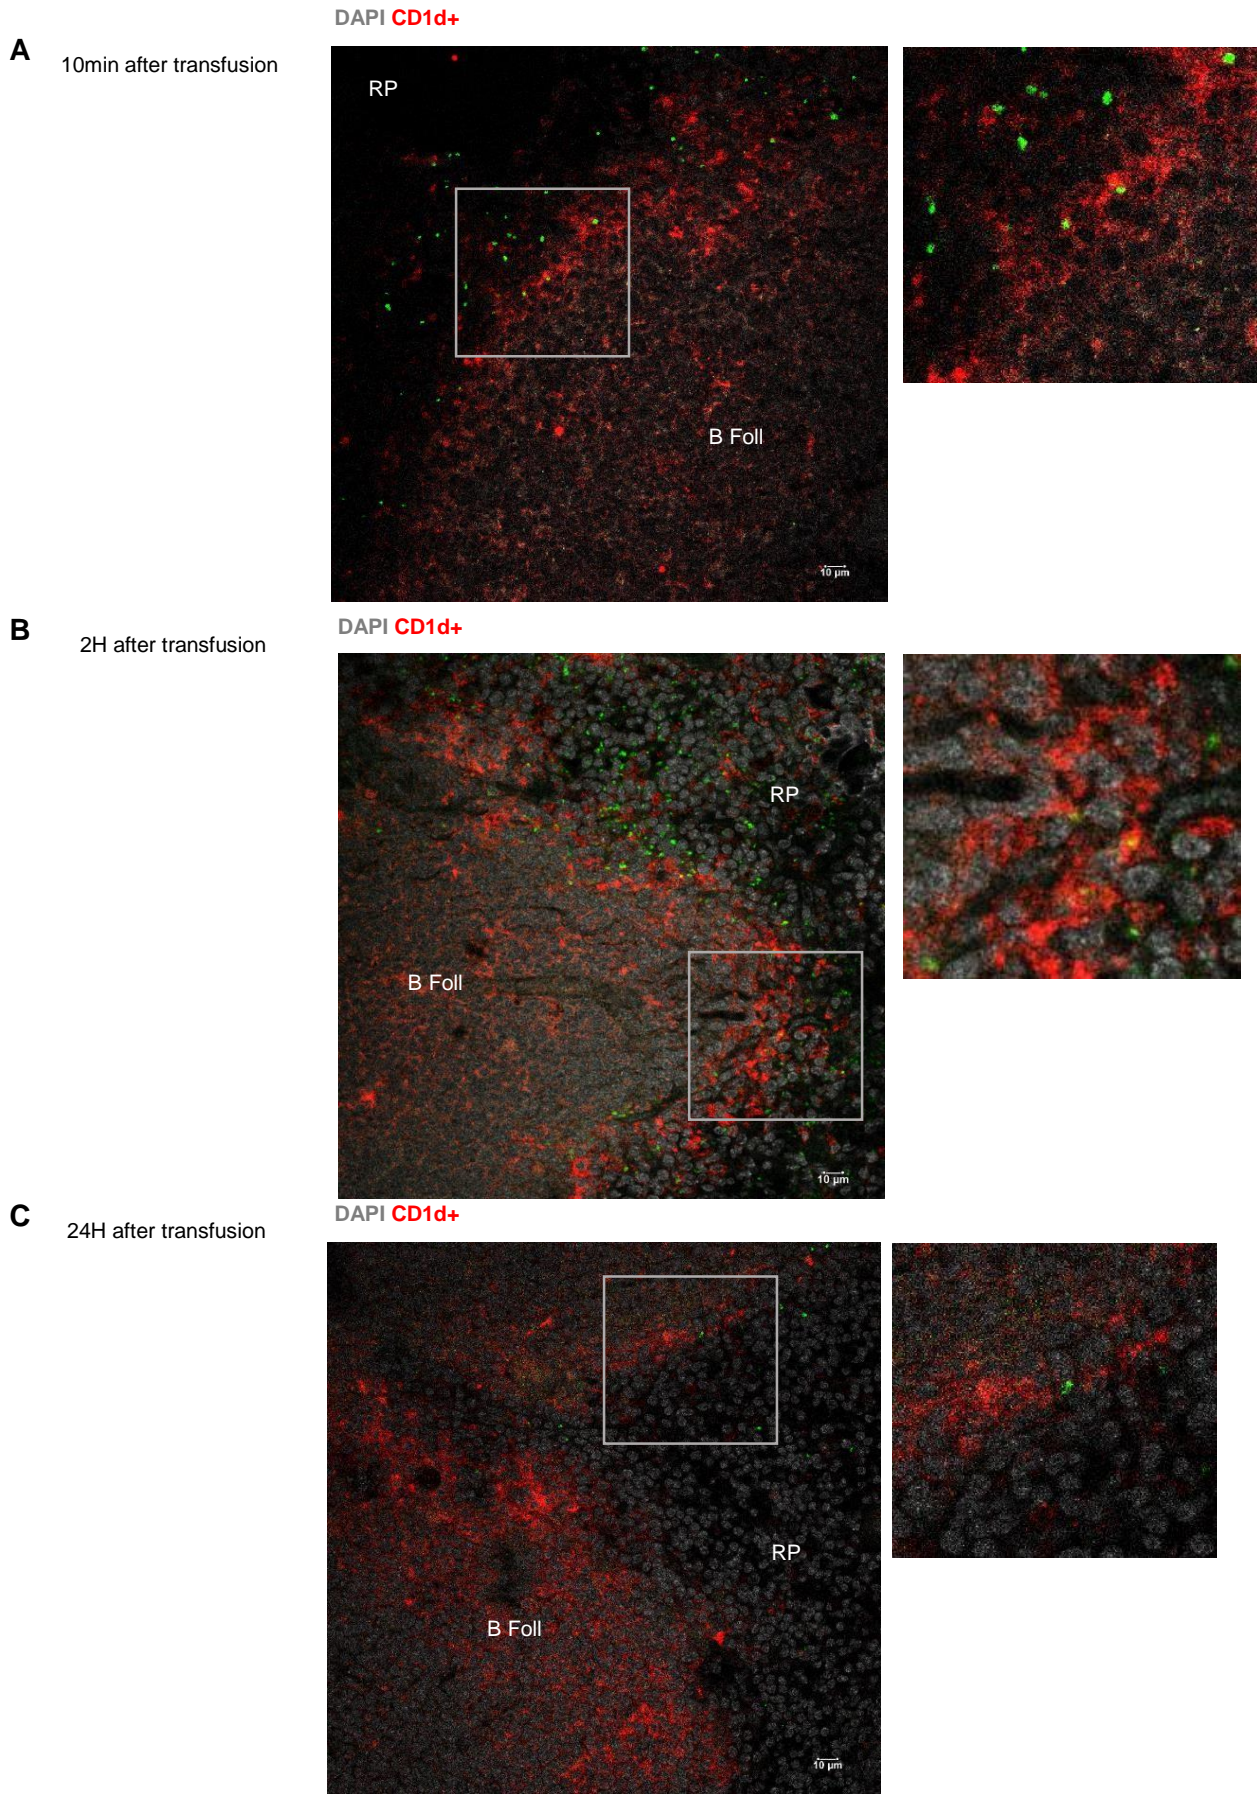 DAPI CD1d+
A
10min after transfusion
RP
B Foll
10 µm
B
DAPI CD1d+
2H after transfusion
RP
B Foll
10 µm
C
DAPI CD1d+
24H after transfusion
RP
B Foll
10 µm